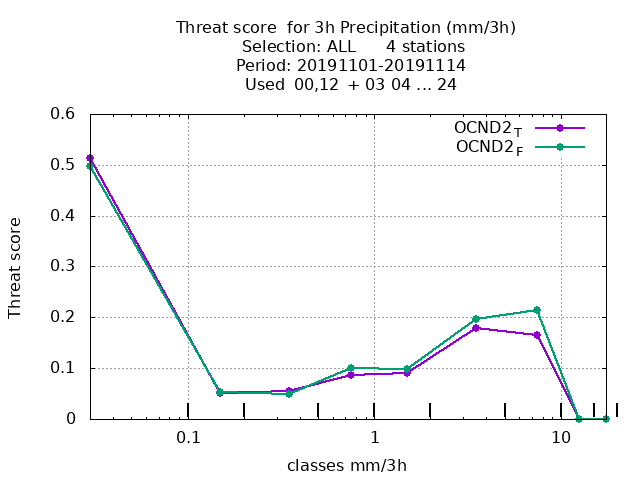 Threat score for 3h Precipitation (mm/3h)
Selection: ALL 4 stations
Period: 20191101-20191114
Used 00,12 + 03 04 ... 24
0.6
0.5
0.4
0.3
0.2
0.1
0
Threat score
OCND2T
OCND2F
0.1 1 10
classes mm/3h